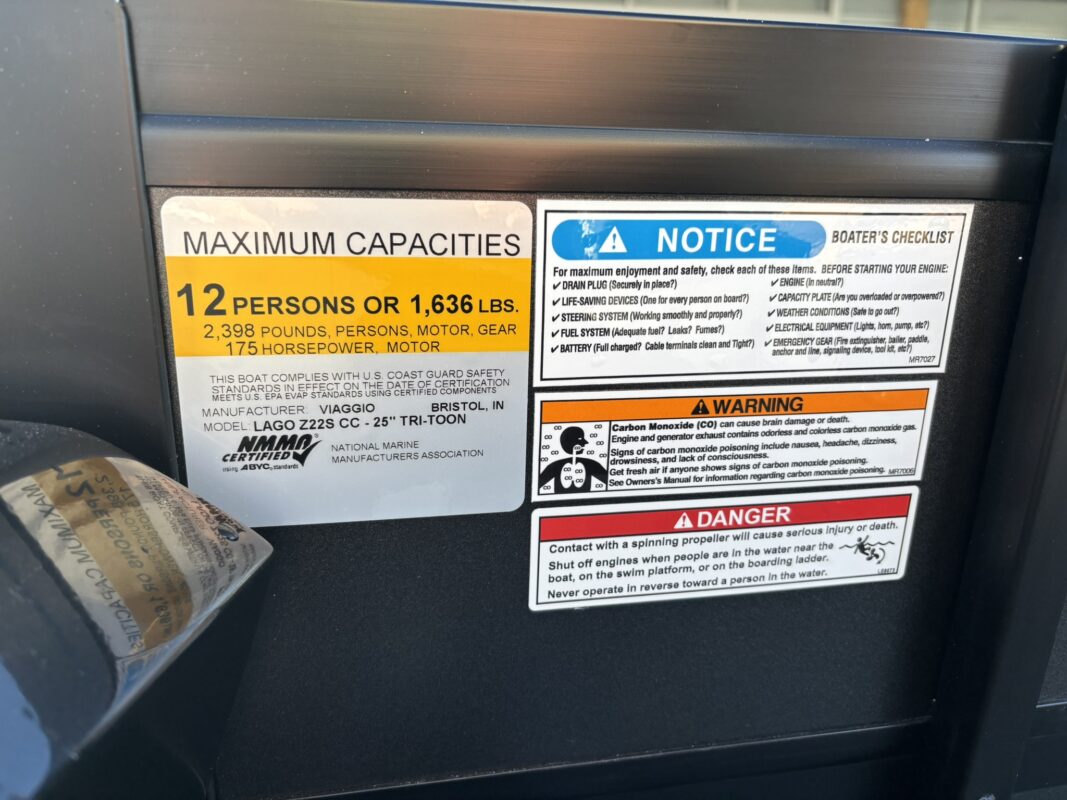 MAXIMUM CAPACITIES
12 PERSONS OR 1,636 LBS.
2,398 POUNDS, PERSONS, MOTOR, GEAR
175 HORSEPOWER, MOTOR
THIS BOAT COMPLIES WITH U.S. COAST GUARD SAFETY
STANDARDS IN EFFECT ON THE DATE OF CERTIFICATION
MEETS U.S. EPA EVAP STANDARDS USING CERTIFIED COMPONENTS
MANUFACTURER: VIAGGIO BRISTOL, IN
MODEL: LAGO Z22S CC - 25" TRI-TOON
NMMA®
CERTIFIED
using ABYC standards
NATIONAL MARINE
MANUFACTURERS ASSOCIATION
NOTICE BOATER'S CHECKLIST
For maximum enjoyment and safety, check each of these items. BEFORE STARTING YOUR ENGINE:
✔ DRAIN PLUG (Securely in place?)
✔ LIFE-SAVING DEVICES (One for every person on board?)
✔ STEERING SYSTEM (Working smoothly and properly?)
✔ FUEL SYSTEM (Adequate fuel? Leaks? Fumes?)
✔ BATTERY (Full charged? Cable terminals clean and Tight?)
✔ ENGINE (In neutral?)
✔ CAPACITY PLATE (Are you overloaded or overpowered?)
✔ WEATHER CONDITIONS (Safe to go out?)
✔ ELECTRICAL EQUIPMENT (Lights, horn, pump, etc?)
✔ EMERGENCY GEAR (Fire extinguisher, bailer, paddle,
anchor and line, signaling device, tool kit, etc?)
MR7027
WARNING
Carbon Monoxide (CO) can cause brain damage or death.
Engine and generator exhaust contains odorless and colorless carbon monoxide gas.
Signs of carbon monoxide poisoning include nausea, headache, dizziness,
drowsiness, and lack of consciousness.
Get fresh air if anyone shows signs of carbon monoxide poisoning.
See Owners's Manual for information regarding carbon monoxide poisoning. MR7006
DANGER
Contact with a spinning propeller will cause serious injury or death.
Shut off engines when people are in the water near the
boat, on the swim platform, or on the boarding ladder.
Never operate in reverse toward a person in the water.